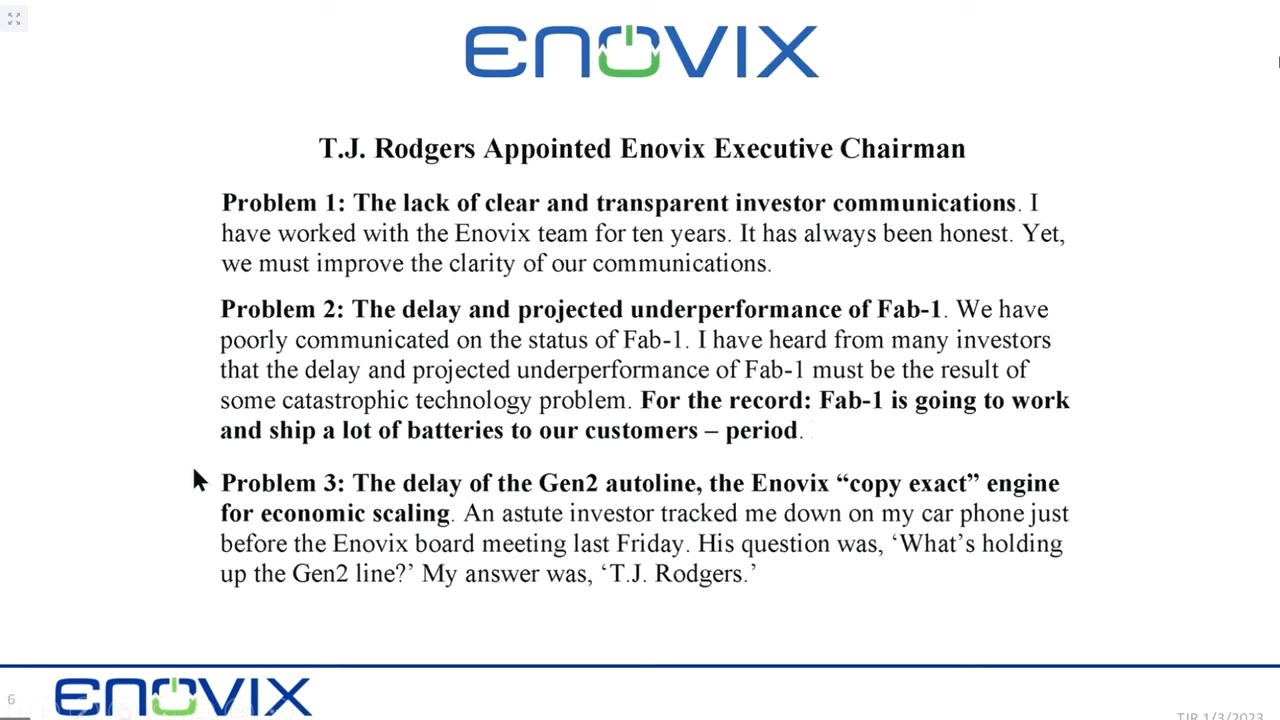 ENOVIX
T.J. Rodgers Appointed Enovix Executive Chairman
Problem 1: The lack of clear and transparent investor communications. I
have worked with the Enovix team for ten years. It has always been honest. Yet,
we must improve the clarity of our communications.
Problem 2: The delay and projected underperformance of Fab-1. We have
poorly communicated on the status of Fab-1. I have heard from many investors
that the delay and projected underperformance of Fab-1 must be the result of
some catastrophic technology problem. For the record: Fab-1 is going to work
and ship a lot of batteries to our customers – period.
Problem 3: The delay of the Gen2 autoline, the Enovix “copy exact” engine
for economic scaling. An astute investor tracked me down on my car phone just
before the Enovix board meeting last Friday. His question was, ‘What’s holding
up the Gen2 line?’ My answer was, ‘T.J. Rodgers.’
6
ENOVIX
TJR 1/3/2023